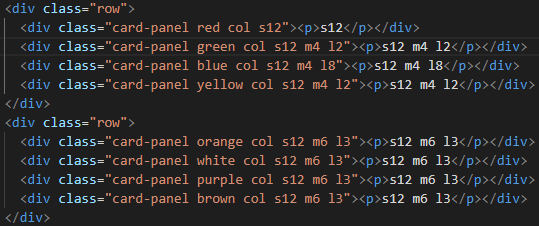 <div class="row">
<div class="card-panel red col s12"><p>s12</p></div>
<div class="card-panel green col s12 m4 l2"><p>s12 m4 l2</p></div>
<div class="card-panel blue col s12 m4 l8"><p>s12 m4 l8</p></div>
<div class="card-panel yellow col s12 m4 l2"><p>s12 m4 l2</p></div>
</div>
<div class="row">
<div class="card-panel orange col s12 m6 l3"><p>s12 m6 l3</p></div>
<div class="card-panel white col s12 m6 l3"><p>s12 m6 l3</p></div>
<div class="card-panel purple col s12 m6 l3"><p>s12 m6 l3</p></div>
<div class="card-panel brown col s12 m6 l3"><p>s12 m6 l3</p></div>
</div>